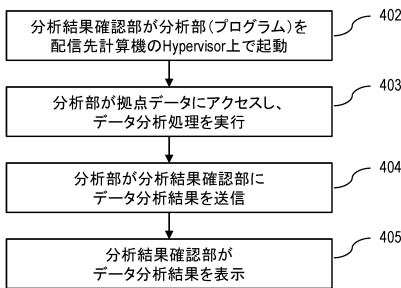 分析結果確認部が分析部(プログラム)を
配信先計算機のHypervisor上で起動
402
分析部が拠点データにアクセスし、
データ分析処理を実行
403
分析部が分析結果確認部に
データ分析結果を送信
404
分析結果確認部が
データ分析結果を表示
405